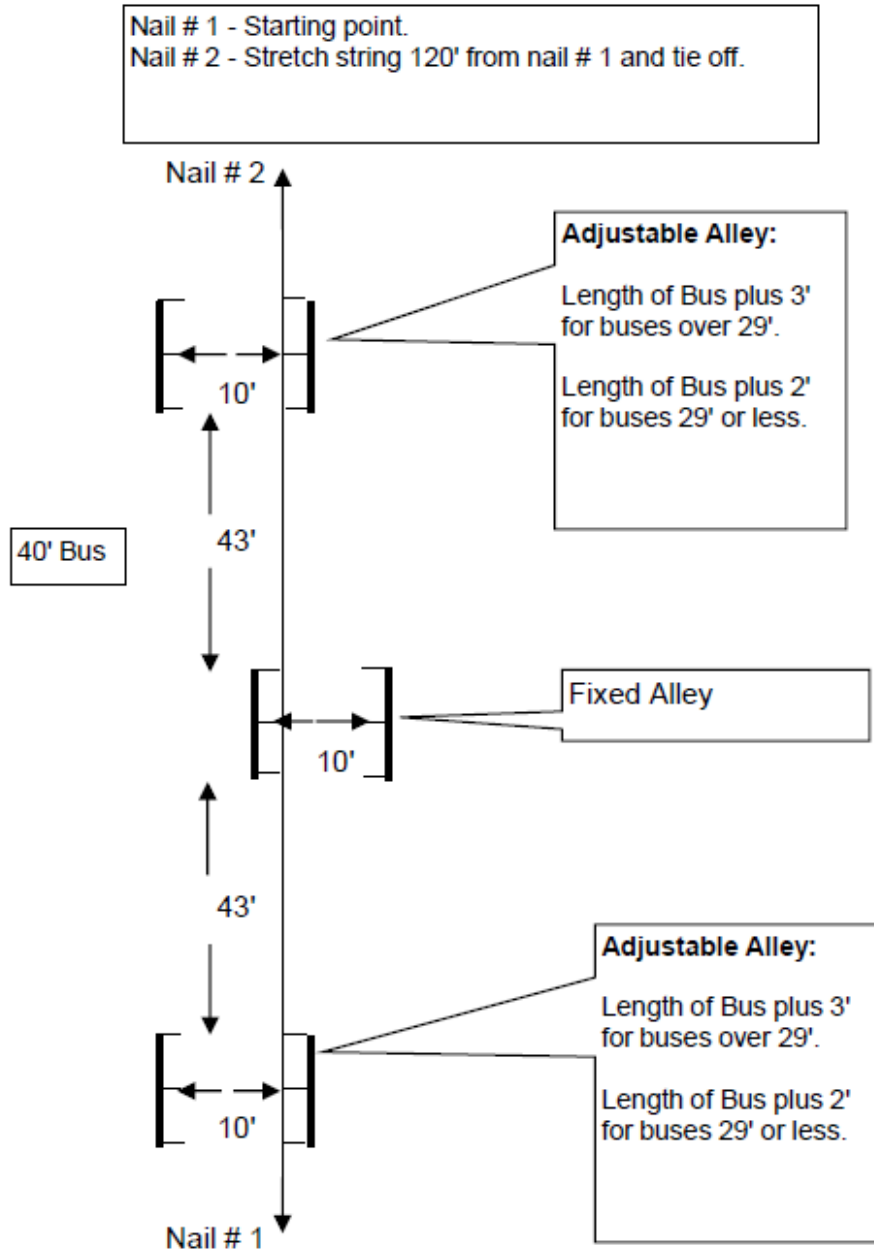 Nail # 1 - Starting point.
Nail # 2 - Stretch string 120' from nail # 1 and tie off.
Nail # 2
Adjustable Alley:
Length of Bus plus 3'
for buses over 29'.
Length of Bus plus 2'
for buses 29' or less.
10'
43'
40' Bus
Fixed Alley
10'
43'
Adjustable Alley:
Length of Bus plus 3'
for buses over 29'.
Length of Bus plus 2'
for buses 29' or less.
10'
Nail # 1